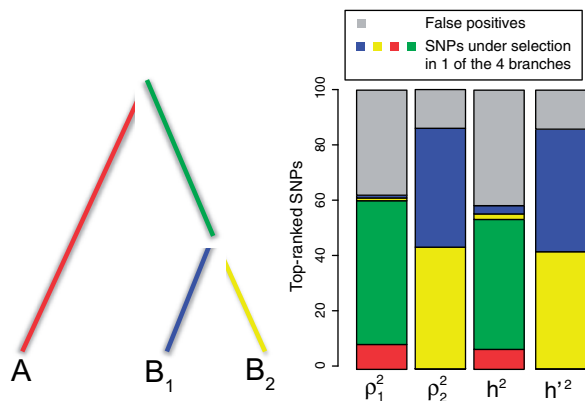 False positives
SNPs under selection
in 1 of the 4 branches
Top-ranked SNPs
100
80
60
40
20
0
A
B₁
B₂
ρ₁²
ρ₂²
h²
h'²